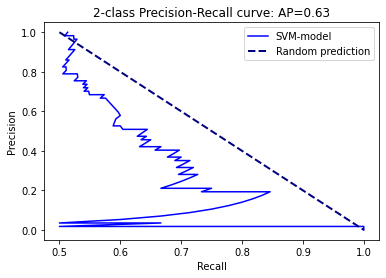 2-class Precision-Recall curve: AP=0.63
SVM-model
Random prediction
1.0
0.8
0.6
0.4
0.2
0.0
Precision
0.5
0.6
0.7
0.8
0.9
1.0
Recall